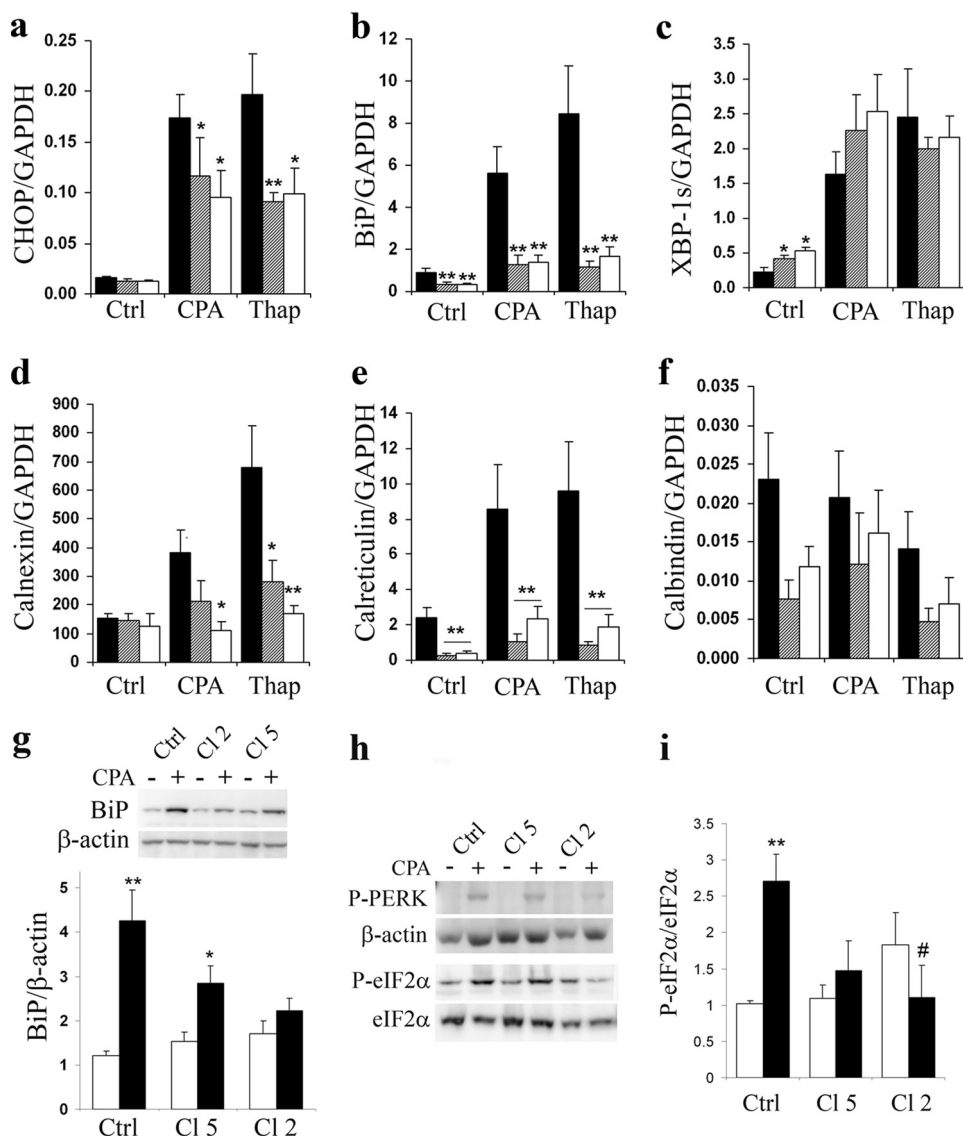 a
CHOP/GAPDH
0.25
0.20
0.15
0.10
0.05
0.00
*
*
**
*
Ctrl CPA Thap
b
BiP/GAPDH
12
10
8
6
4
2
0
** **
** **
** **
Ctrl CPA Thap
c
XBP-1s/GAPDH
3.5
3.0
2.5
2.0
1.5
1.0
0.5
0.0
* *
Ctrl CPA Thap
d
Calnexin/GAPDH
900
800
700
600
500
400
300
200
100
00
*
*
**
Ctrl CPA Thap
e
Calreticulin/GAPDH
14
12
10
8
6
4
2
0
**
**
**
Ctrl CPA Thap
f
Calbindin/GAPDH
0.035
0.030
0.025
0.020
0.015
0.010
0.005
0.000
Ctrl CPA Thap
g
Ctrl Cl 2 Cl 5
CPA - + - + - +
BiP
β-actin
BiP/β-actin
5
4
3
2
1
0
**
*
Ctrl Cl 5 Cl 2
h
Ctrl Cl 5 Cl 2
CPA - + - + - +
P-PERK
β-actin
P-eIF2α
eIF2α
i
P-eIF2α/eIF2α
3.5
3
2.5
2
1.5
1
0.5
0
**
#
Ctrl Cl 5 Cl 2